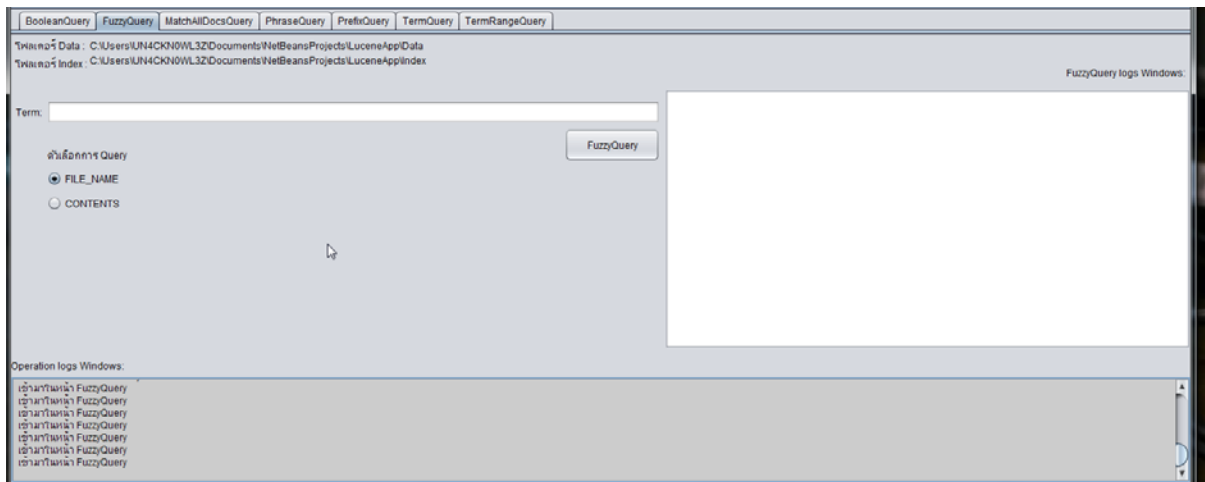 BooleanQuery FuzzyQuery MatchAllDocsQuery PhraseQuery PrefixQuery TermQuery TermRangeQuery
โฟลเดอร์ Data : C:\Users\UN4CKN0WL3Z\Documents\NetBeansProjects\LuceneApp\Data
โฟลเดอร์ Index : C:\Users\UN4CKN0WL3Z\Documents\NetBeansProjects\LuceneApp\Index
FuzzyQuery logs Windows:
Term:
FuzzyQuery
ตัวเลือกการ Query
FILE_NAME
CONTENTS
Operation logs Windows:
เข้ามาในหน้า FuzzyQuery
เข้ามาในหน้า FuzzyQuery
เข้ามาในหน้า FuzzyQuery
เข้ามาในหน้า FuzzyQuery
เข้ามาในหน้า FuzzyQuery
เข้ามาในหน้า FuzzyQuery
เข้ามาในหน้า FuzzyQuery